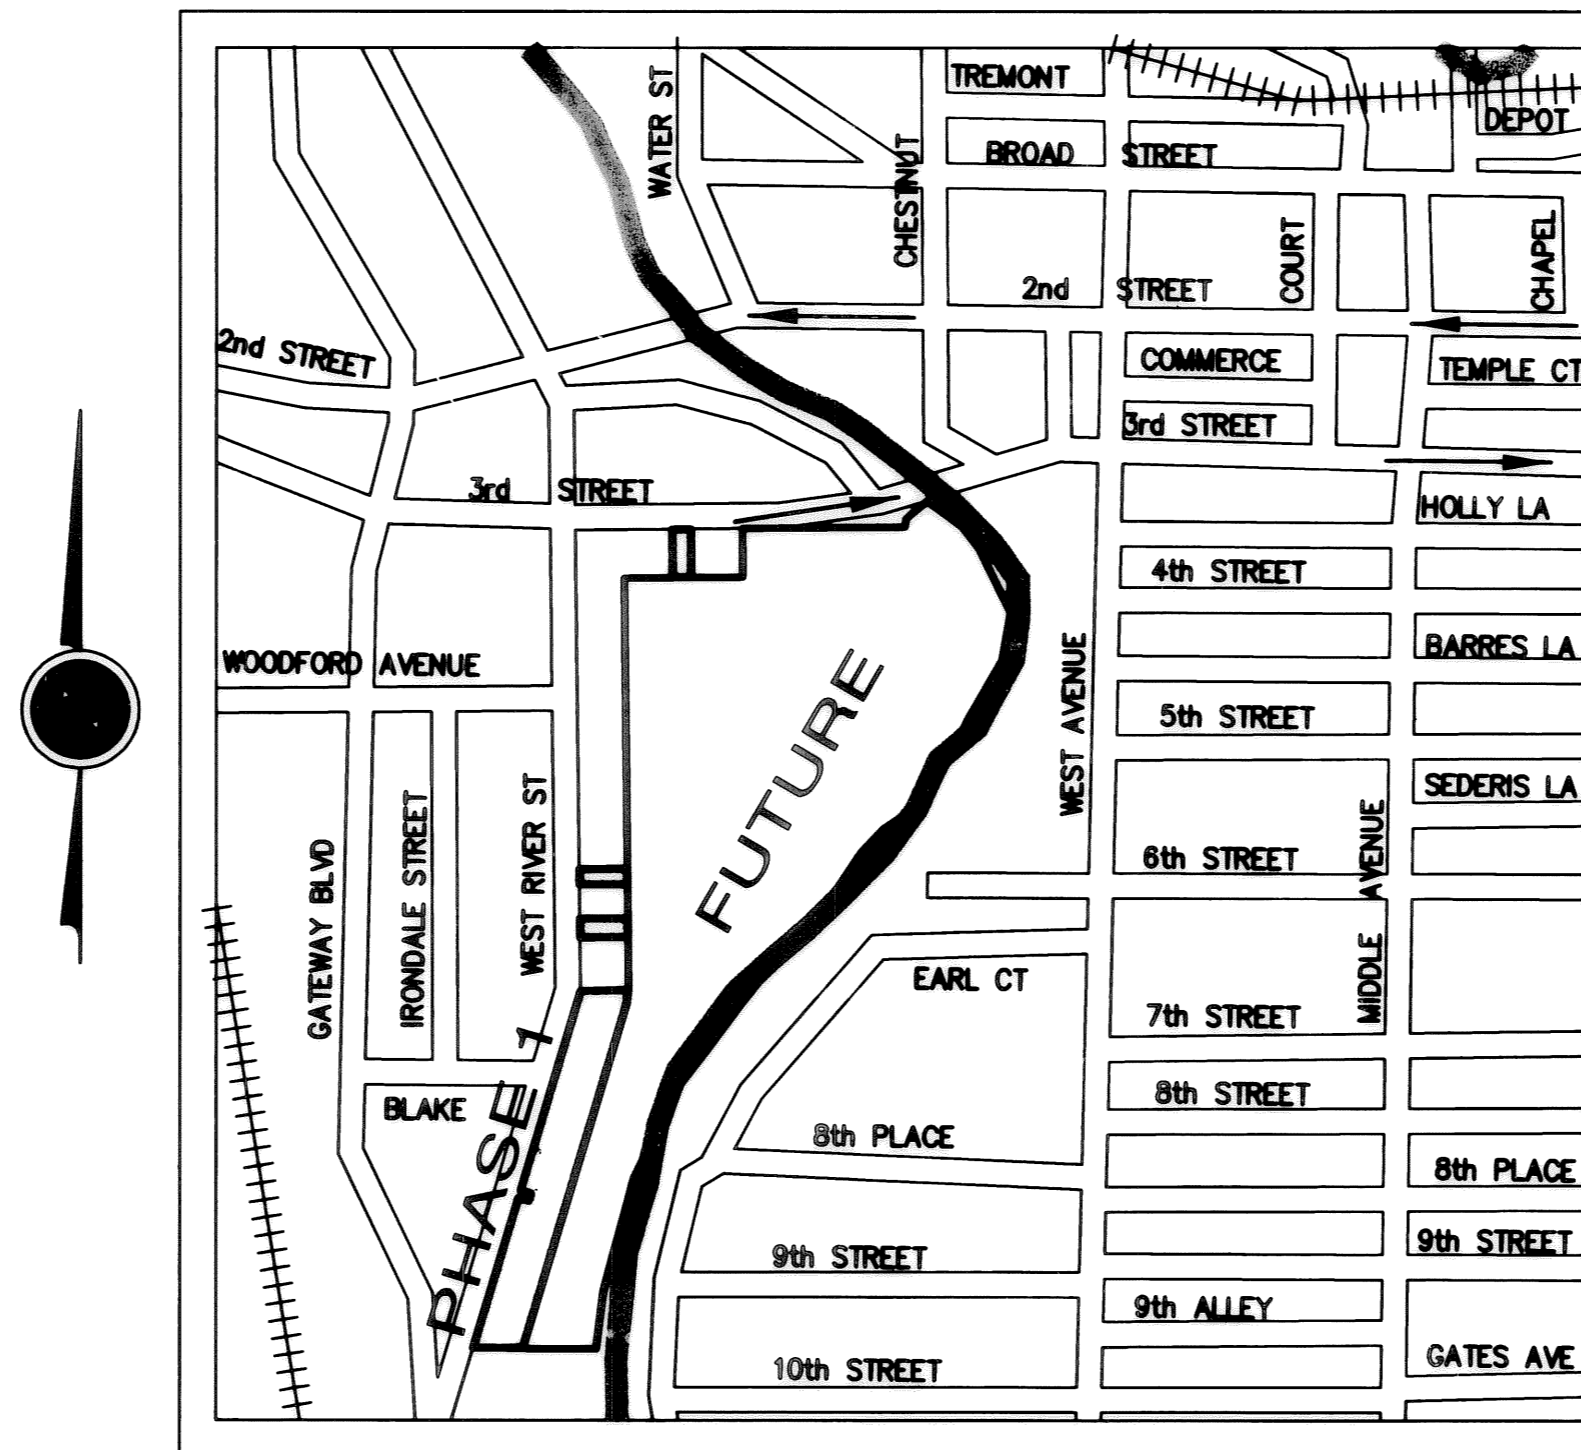 TREMONT
DEPOT
WATER ST
BROAD STREET
CHESTNUT
COURT
CHAPEL
2nd STREET
2nd STREET
COMMERCE
TEMPLE CT
3rd STREET
3rd STREET
HOLLY LA
4th STREET
WOODFORD AVENUE
BARRES LA
WEST AVENUE
5th STREET
FUTURE
SEDERIS LA
6th STREET
MIDDLE AVENUE
GATEWAY BLVD
IRONDALE STREET
WEST RIVER ST
EARL CT
7th STREET
PHASE 1
BLAKE
8th STREET
8th PLACE
8th PLACE
9th STREET
9th STREET
9th ALLEY
10th STREET
GATES AVE